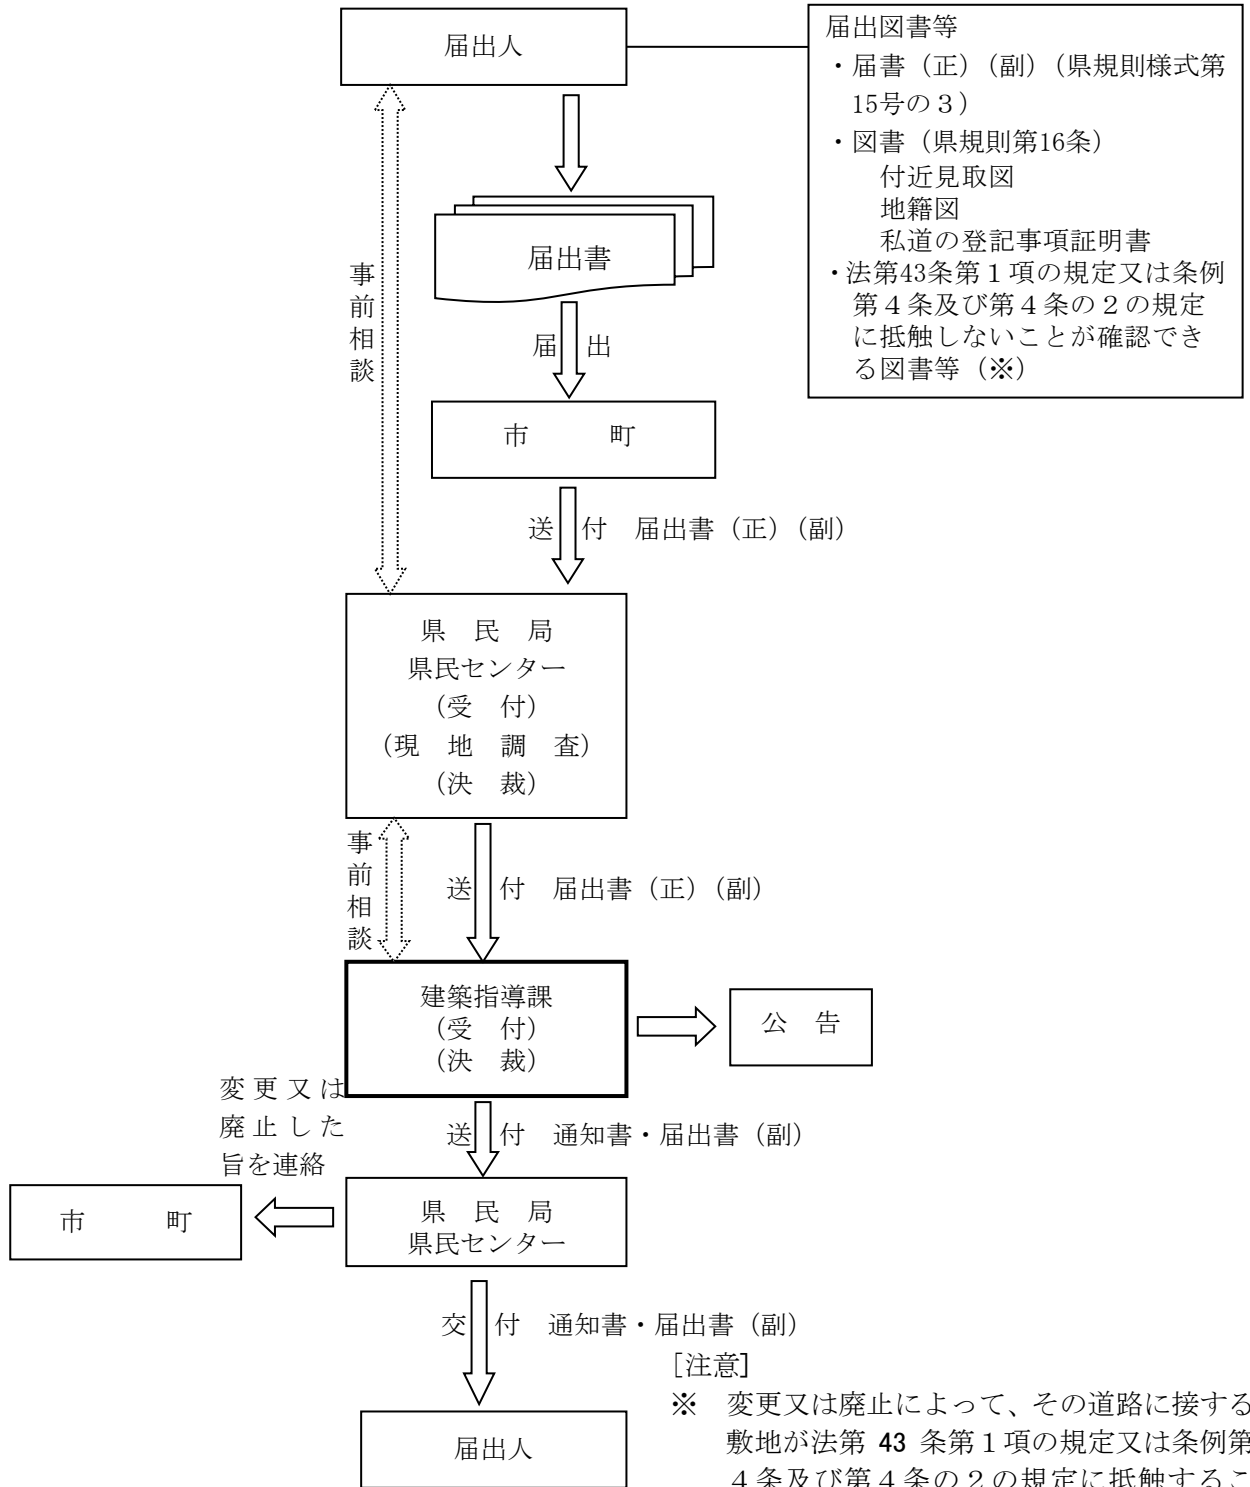 届出人
届出図書等
・届書（正）（副）（県規則様式第
15号の３）
・図書（県規則第16条）
付近見取図
地籍図
私道の登記事項証明書
・法第43条第１項の規定又は条例
第４条及び第４条の２の規定
に抵触しないことが確認でき
る図書等（※）
届出書
事前相談
届　出
市　　　町
送　付　届出書（正）（副）
県　民　局
県民センター
（受　付）
（現　地　調　査）
（決　裁）
事前相談
送　付　届出書（正）（副）
建築指導課
（受　付）
（決　裁）
公　告
変更又は
廃止した
旨を連絡
送　付　通知書・届出書（副）
市　　　町
県　民　局
県民センター
交　付　通知書・届出書（副）
［注意］
※　変更又は廃止によって、その道路に接する
敷地が法第 43 条第１項の規定又は条例第
４条及び第４条の２の規定に抵触するこ
届出人